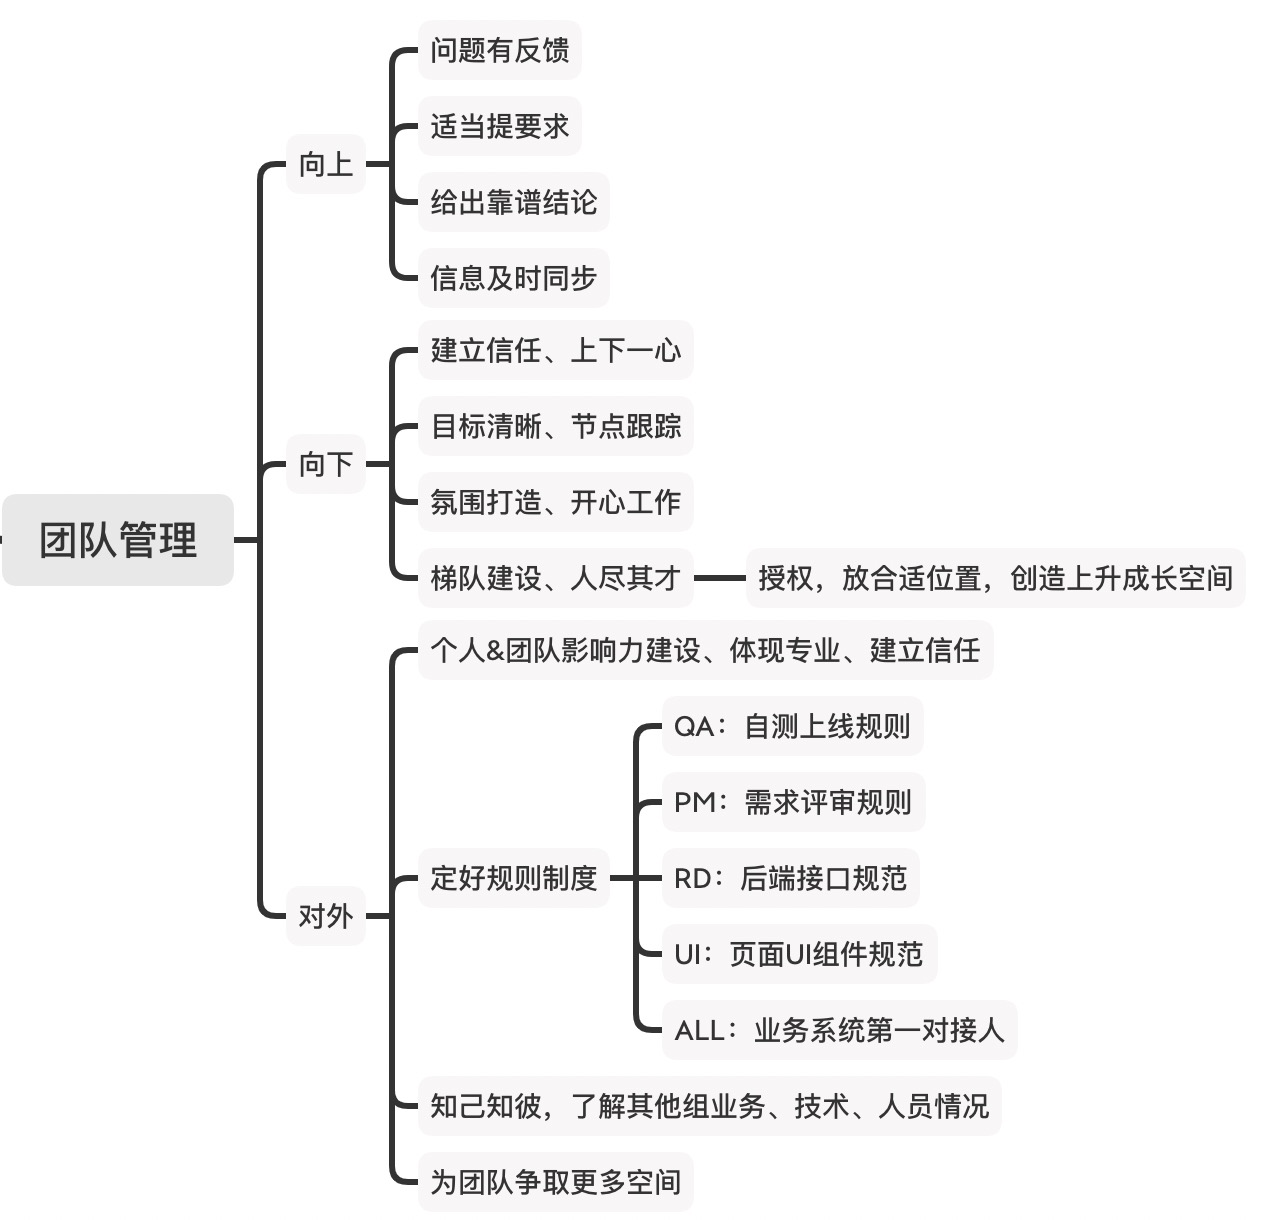 团队管理
向上
问题有反馈
适当提要求
给出靠谱结论
信息及时同步
向下
建立信任、上下一心
目标清晰、节点跟踪
氛围打造、开心工作
梯队建设、人尽其才
授权，放合适位置，创造上升成长空间
对外
个人&团队影响力建设、体现专业、建立信任
定好规则制度
QA：自测上线规则
PM：需求评审规则
RD：后端接口规范
UI：页面UI组件规范
ALL：业务系统第一对接人
知己知彼，了解其他组业务、技术、人员情况
为团队争取更多空间